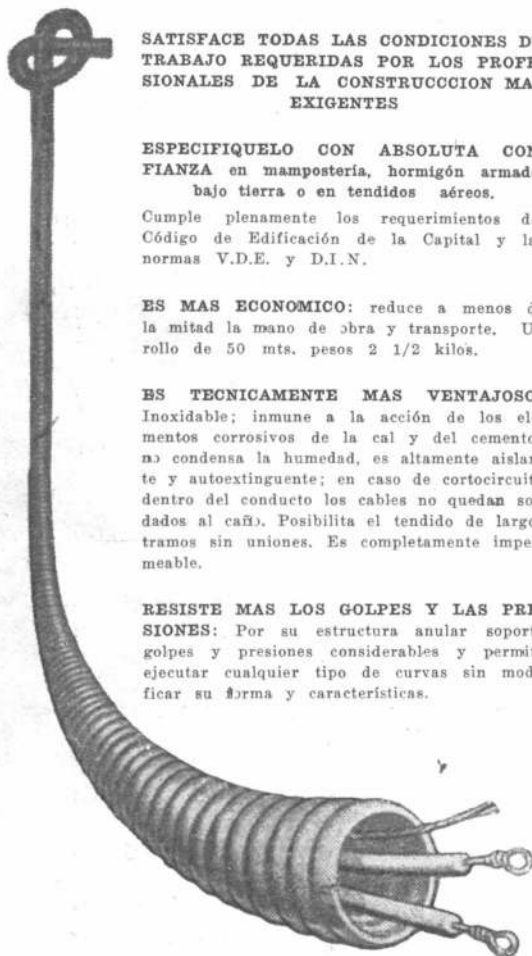 SATISFACE TODAS LAS CONDICIONES D
TRABAJO REQUERIDAS POR LOS PROFE
SIONALES DE LA CONSTRUCCCION MA
EXIGENTES
ESPECIFIQUELO CON ABSOLUTA CON
FIANZA en mampostería, hormigón armad
bajo tierra o en tendidos aéreos.
Cumple plenamente los requerimientos d
Código de Edificación de la Capital y la
normas V.D.E. y D.I.N.
ES MAS ECONOMICO: reduce a menos d
la mitad la mano de obra y transporte. U
rollo de 50 mts. pesos 2 1/2 kilos.
ES TECNICAMENTE MAS VENTAJOSO
Inoxidable; inmune a la acción de los el
mentos corrosivos de la cal y del cemento
no condensa la humedad, es altamente aislan
te y autoextinguente; en caso de cortocircuit
dentro del conducto los cables no quedan so
dados al caño. Posibilita el tendido de largo
tramos sin uniones. Es completamente impe
meable.
RESISTE MAS LOS GOLPES Y LAS PRE
SIONES: Por su estructura anular soport
golpes y presiones considerables y permi
ejecutar cualquier tipo de curvas sin mod
ficar su forma y características.